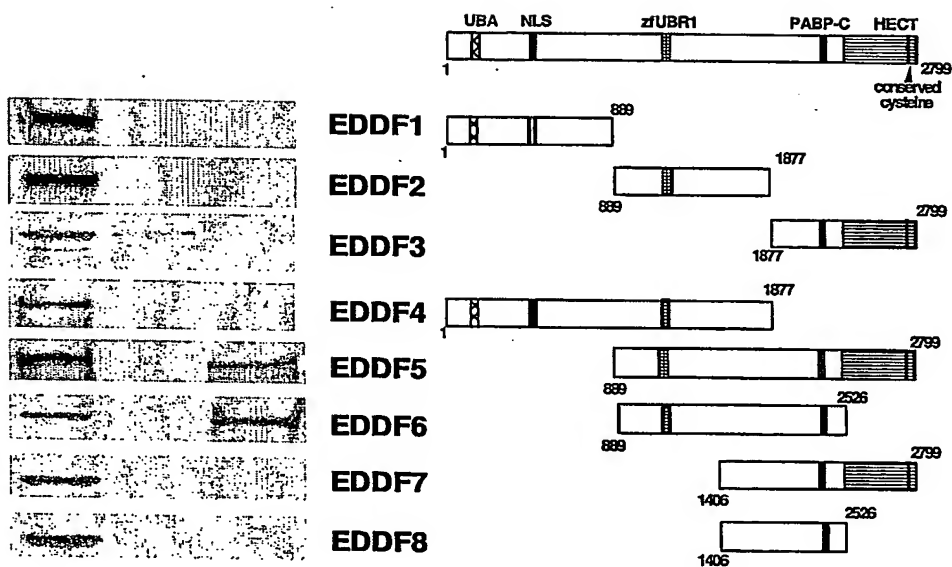 UBA NLS zfUBR1 PABP-C HECT
1 2799
conserved
cysteine
EDDF1
1 889
EDDF2
889 1877
EDDF3
1877 2799
EDDF4
1 1877
EDDF5
889 2799
EDDF6
889 2526
EDDF7
1406 2799
EDDF8
1406 2526